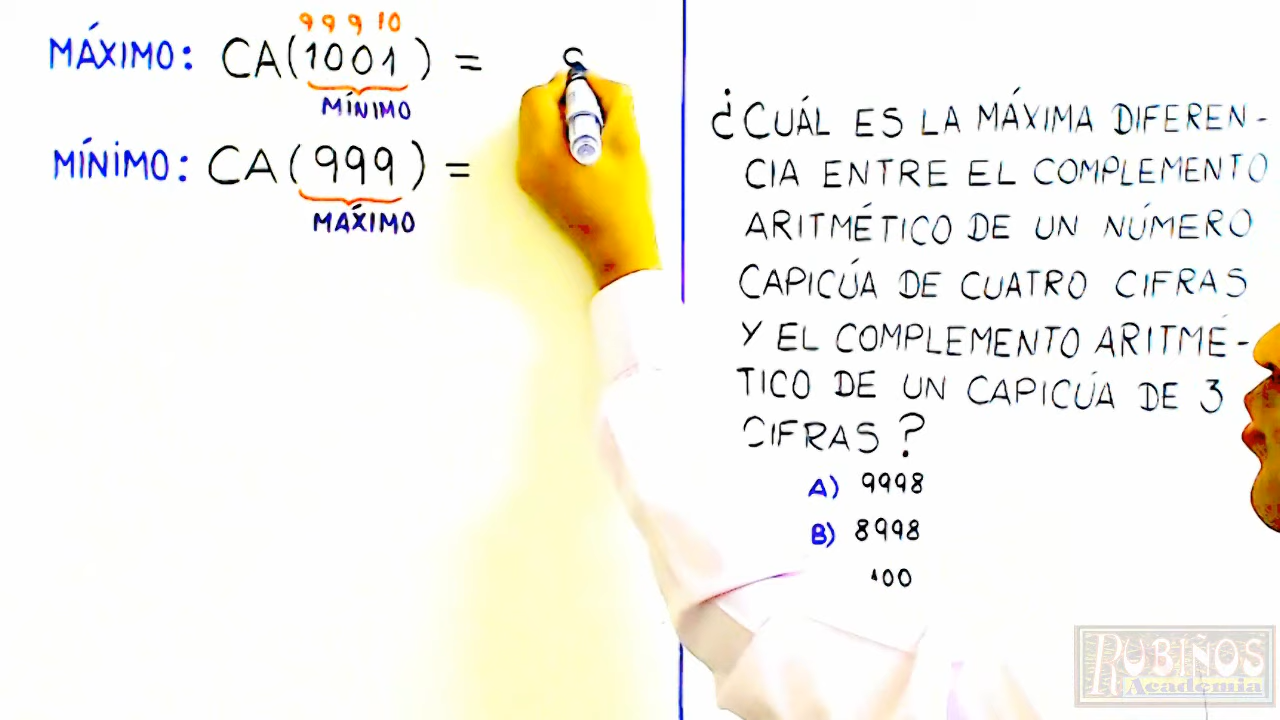 9 9 9 10
MÁXIMO: CA(1001) =
MÍNIMO
MÍNIMO: CA(999) =
MÁXIMO
¿CUÁL ES LA MÁXIMA DIFEREN-
CIA ENTRE EL COMPLEMENTO
ARITMÉTICO DE UN NÚMERO
CAPICÚA DE CUATRO CIFRAS
Y EL COMPLEMENTO ARITMÉ-
TICO DE UN CAPICÚA DE 3
CIFRAS?
A) 9998
B) 8998
RUBIÑOS
Academia